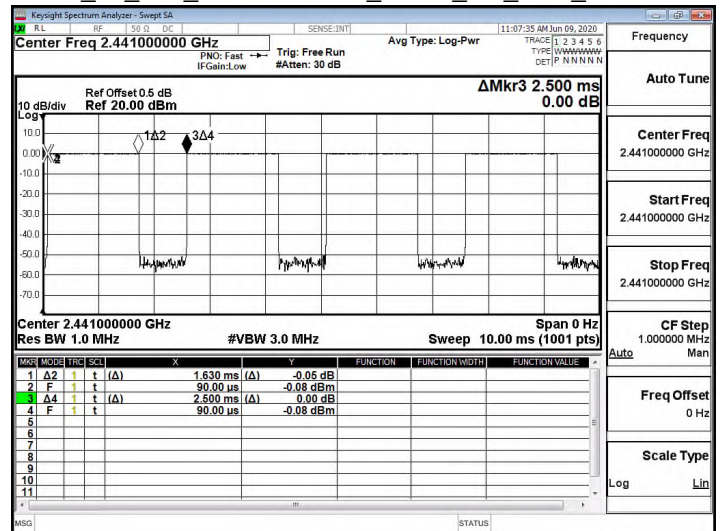 Keysight Spectrum Analyzer - Swept SA
RL RF 50 Ω DC SENSE:INT 11:07:35 AM Jun 09, 2020
Center Freq 2.441000000 GHz Avg Type: Log-Pwr TRACE 1 2 3 4 5 6
PNO: Fast Trig: Free Run TYPE WWWWWW
IFGain:Low #Atten: 30 dB DET P NNNNN
Ref Offset 0.5 dB ΔMkr3 2.500 ms
10 dB/div Ref 20.00 dBm 0.00 dB
Log
10.0
1Δ2 3Δ4
0.00
-10.0
-20.0
-30.0
-40.0
-50.0
-60.0
-70.0
Center 2.441000000 GHz Span 0 Hz
Res BW 1.0 MHz #VBW 3.0 MHz Sweep 10.00 ms (1001 pts)
MKR MODE TRC SCL X Y FUNCTION FUNCTION WIDTH FUNCTION VALUE
1 Δ2 1 t (Δ) 1.630 ms (Δ) -0.05 dB
2 F 1 t 90.00 µs -0.08 dBm
3 Δ4 1 t (Δ) 2.500 ms (Δ) 0.00 dB
4 F 1 t 90.00 µs -0.08 dBm
5
6
7
8
9
10
11
MSG STATUS
Frequency
Auto Tune
Center Freq
2.441000000 GHz
Start Freq
2.441000000 GHz
Stop Freq
2.441000000 GHz
CF Step
1.000000 MHz
Auto Man
Freq Offset
0 Hz
Scale Type
Log Lin